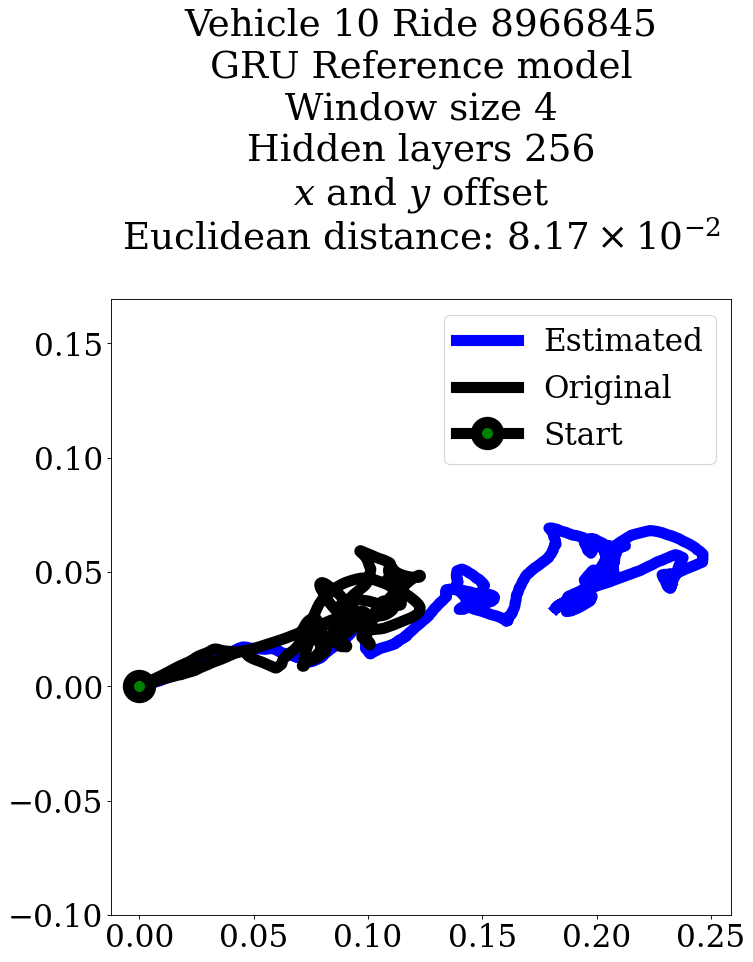 Vehicle 10 Ride 8966845
GRU Reference model
Window size 4
Hidden layers 256
x and y offset
Euclidean distance: 8.17 × 10⁻²
Estimated
Original
Start
0.15
0.10
0.05
0.00
−0.05
−0.10
0.00 0.05 0.10 0.15 0.20 0.25